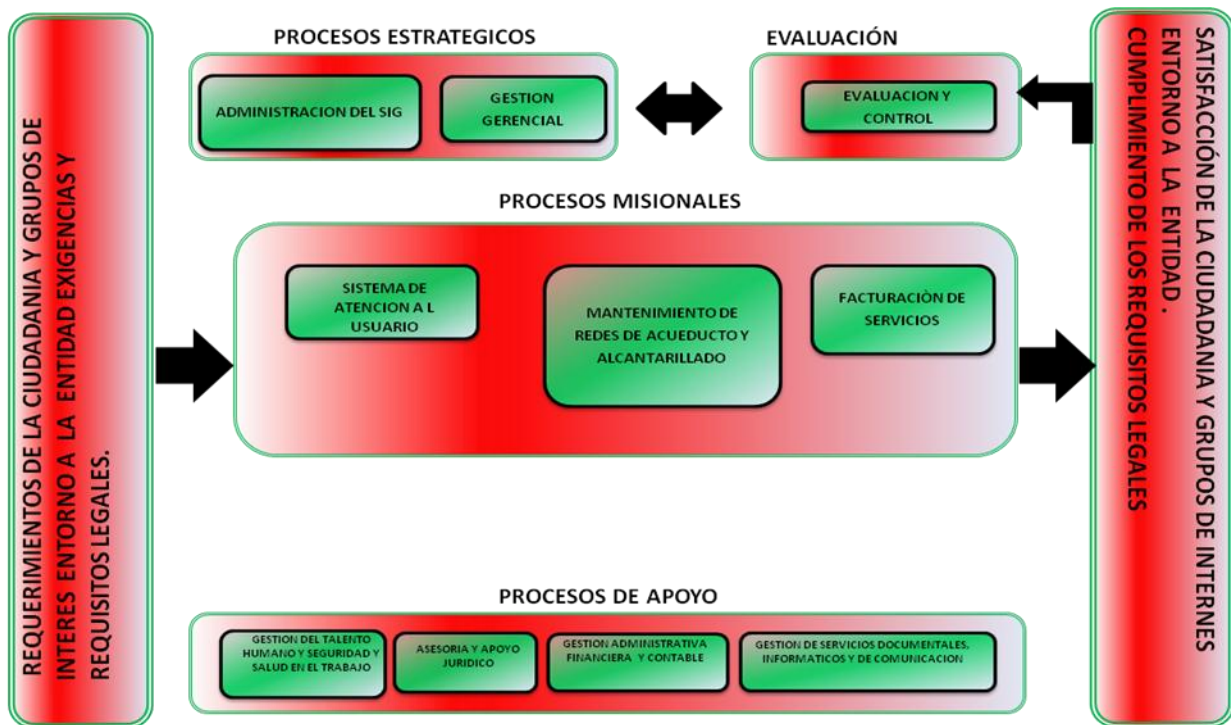 REQUERIMIENTOS DE LA CIUDADANIA Y GRUPOS DE
INTERES ENTORNO A LA ENTIDAD EXIGENCIAS Y
REQUISITOS LEGALES.
PROCESOS ESTRATEGICOS
ADMINISTRACION DEL SIG
GESTION
GERENCIAL
EVALUACIÓN
EVALUACION Y
CONTROL
PROCESOS MISIONALES
SISTEMA DE
ATENCION A L
USUARIO
MANTENIMIENTO DE
REDES DE ACUEDUCTO Y
ALCANTARILLADO
FACTURACIÒN DE
SERVICIOS
PROCESOS DE APOYO
GESTION DEL TALENTO
HUMANO Y SEGURIDAD Y
SALUD EN EL TRABAJO
ASESORIA Y APOYO
JURIDICO
GESTION ADMINISTRATIVA
FINANCIERA Y CONTABLE
GESTION DE SERVICIOS DOCUMENTALES,
INFORMATICOS Y DE COMUNICACION
SATISFACCIÓN DE LA CIUDADANIA Y GRUPOS DE INTERNES
ENTORNO A LA ENTIDAD .
CUMPLIMIENTO DE LOS REQUISITOS LEGALES